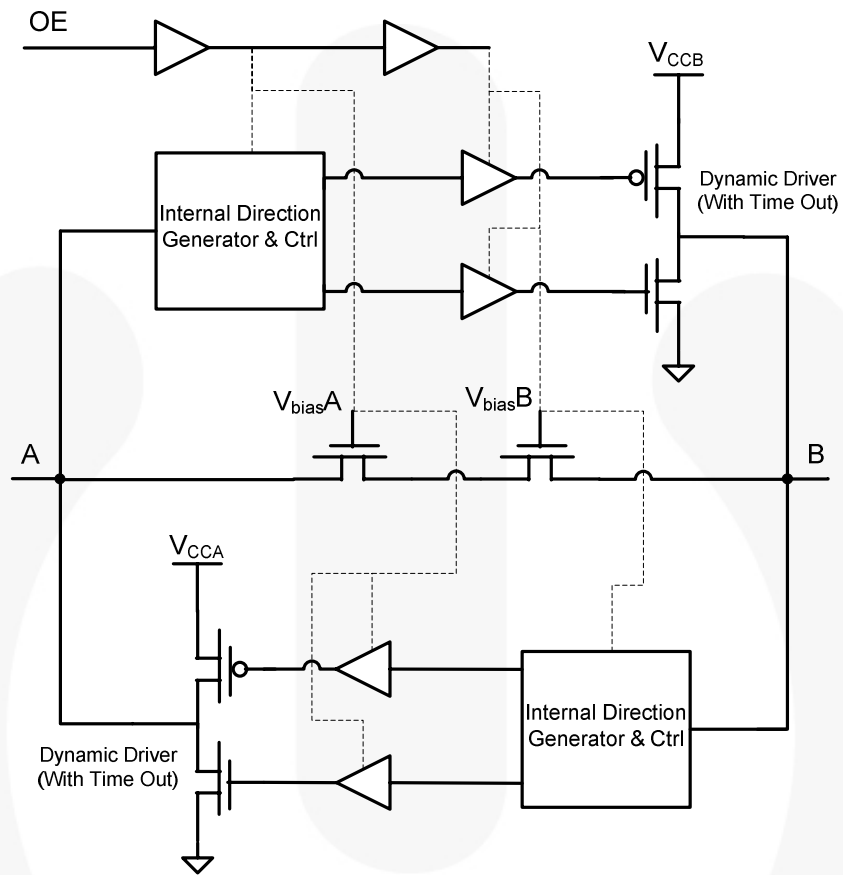 OE
VCCB
Internal Direction
Generator & Ctrl
Dynamic Driver
(With Time Out)
VbiasA
VbiasB
A
B
VCCA
Internal Direction
Generator & Ctrl
Dynamic Driver
(With Time Out)